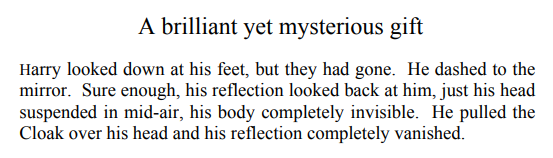 A brilliant yet mysterious gift
Harry looked down at his feet, but they had gone. He dashed to the
mirror. Sure enough, his reflection looked back at him, just his head
suspended in mid-air, his body completely invisible. He pulled the
Cloak over his head and his reflection completely vanished.